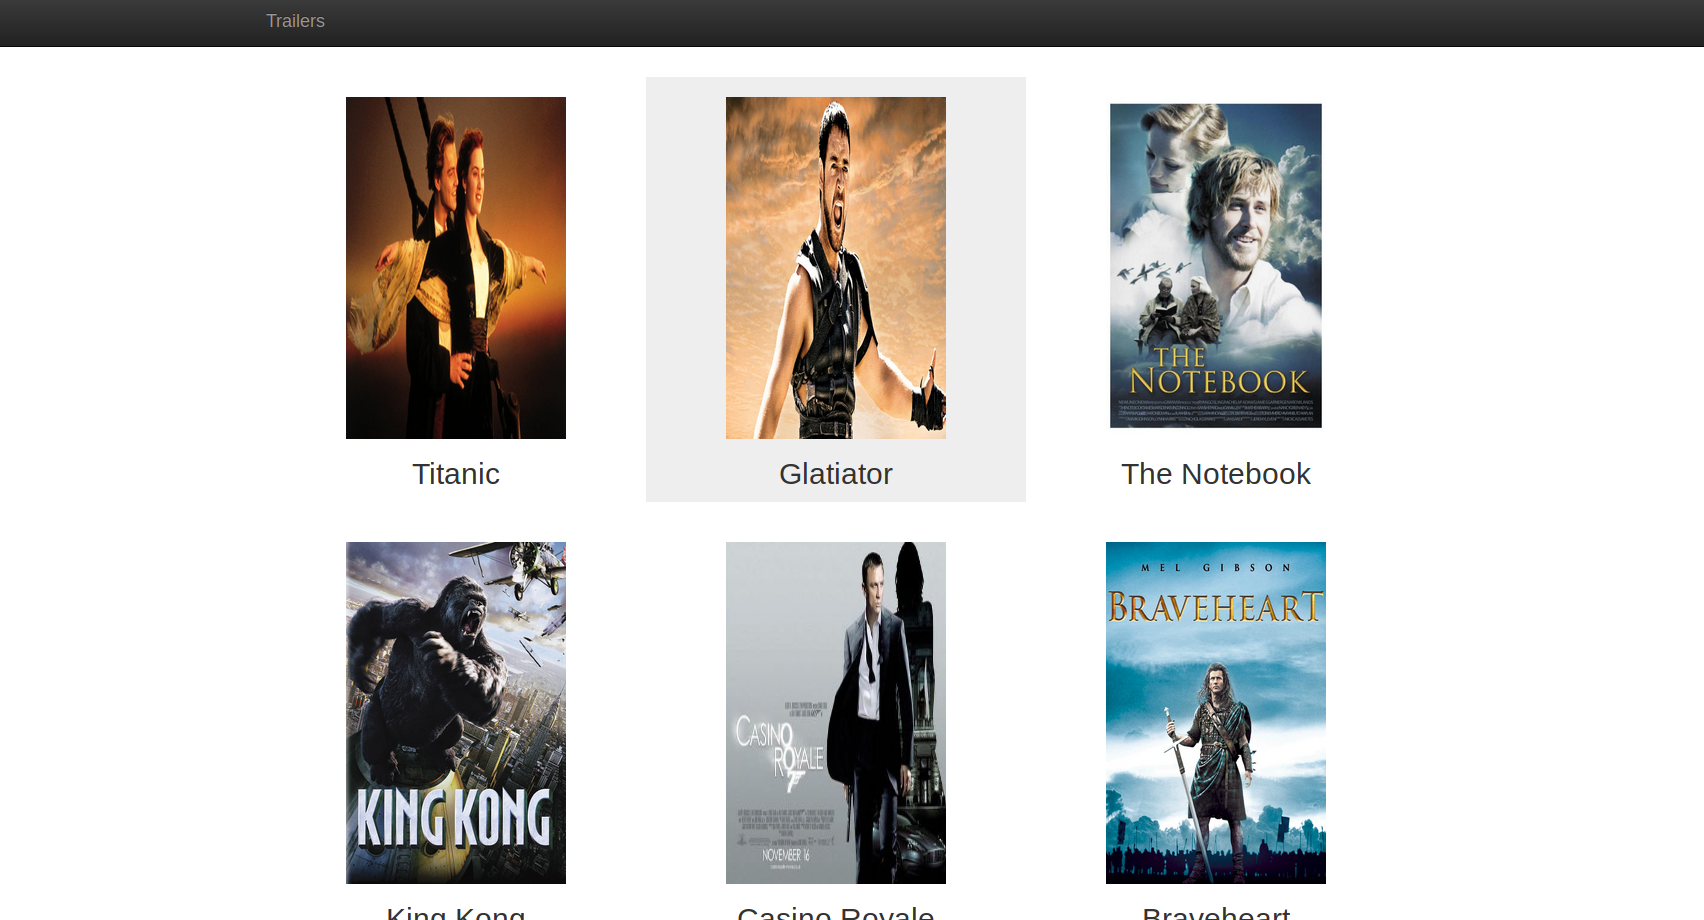 Trailers
THE
NOTEBOOK
Titanic
Glatiator
The Notebook
MEL GIBSON
BRAVEHEART
CASINO
ROYALE
007
KING KONG
NOVEMBER 16
King Kong
Casino Royale
Braveheart